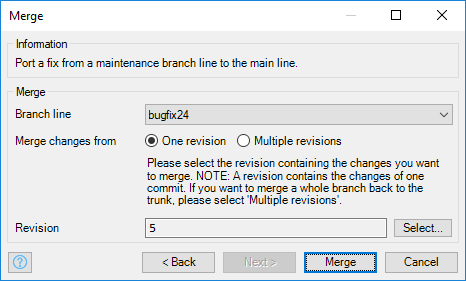 Merge
Information
Port a fix from a maintenance branch line to the main line.
Merge
Branch line bugfix24
Merge changes from One revision Multiple revisions
Please select the revision containing the changes you want
to merge. NOTE: A revision contains the changes of one
commit. If you want to merge a whole branch back to the
trunk, please select 'Multiple revisions'.
Revision 5 Select...
? < Back Next > Merge Cancel